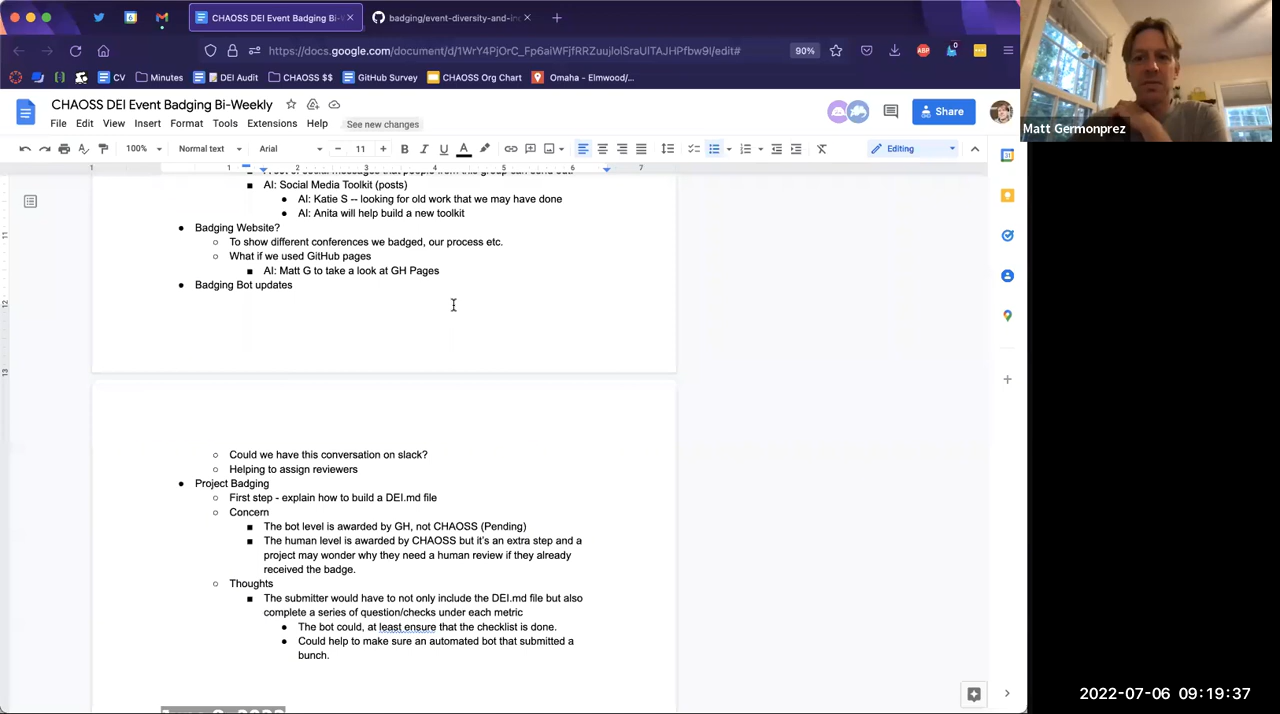 CHAOSS DEI Event Badging Bi-W
badging/event-diversity-and-in
https://docs.google.com/document/d/1WrY4PjOrC_Fp6aiWFjfRRZuujlolSraUITAJHPfbw9I/edit#
90%
CV
Minutes
DEI Audit
CHAOSS $$
GitHub Survey
CHAOSS Org Chart
Omaha - Elmwood/...
CHAOSS DEI Event Badging Bi-Weekly
File Edit View Insert Format Tools Extensions Help See new changes
Share
100% Normal text Arial 11 Editing
1 1 2 3 4 5 6 7
AI: Social Media Toolkit (posts)
AI: Katie S -- looking for old work that we may have done
AI: Anita will help build a new toolkit
Badging Website?
To show different conferences we badged, our process etc.
What if we used GitHub pages
AI: Matt G to take a look at GH Pages
Badging Bot updates
Could we have this conversation on slack?
Helping to assign reviewers
Project Badging
First step - explain how to build a DEI.md file
Concern
The bot level is awarded by GH, not CHAOSS (Pending)
The human level is awarded by CHAOSS but it's an extra step and a
project may wonder why they need a human review if they already
received the badge.
Thoughts
The submitter would have to not only include the DEI.md file but also
complete a series of question/checks under each metric
The bot could, at least ensure that the checklist is done.
Could help to make sure an automated bot that submitted a
bunch.
Matt Germonprez
2022-07-06 09:19:37